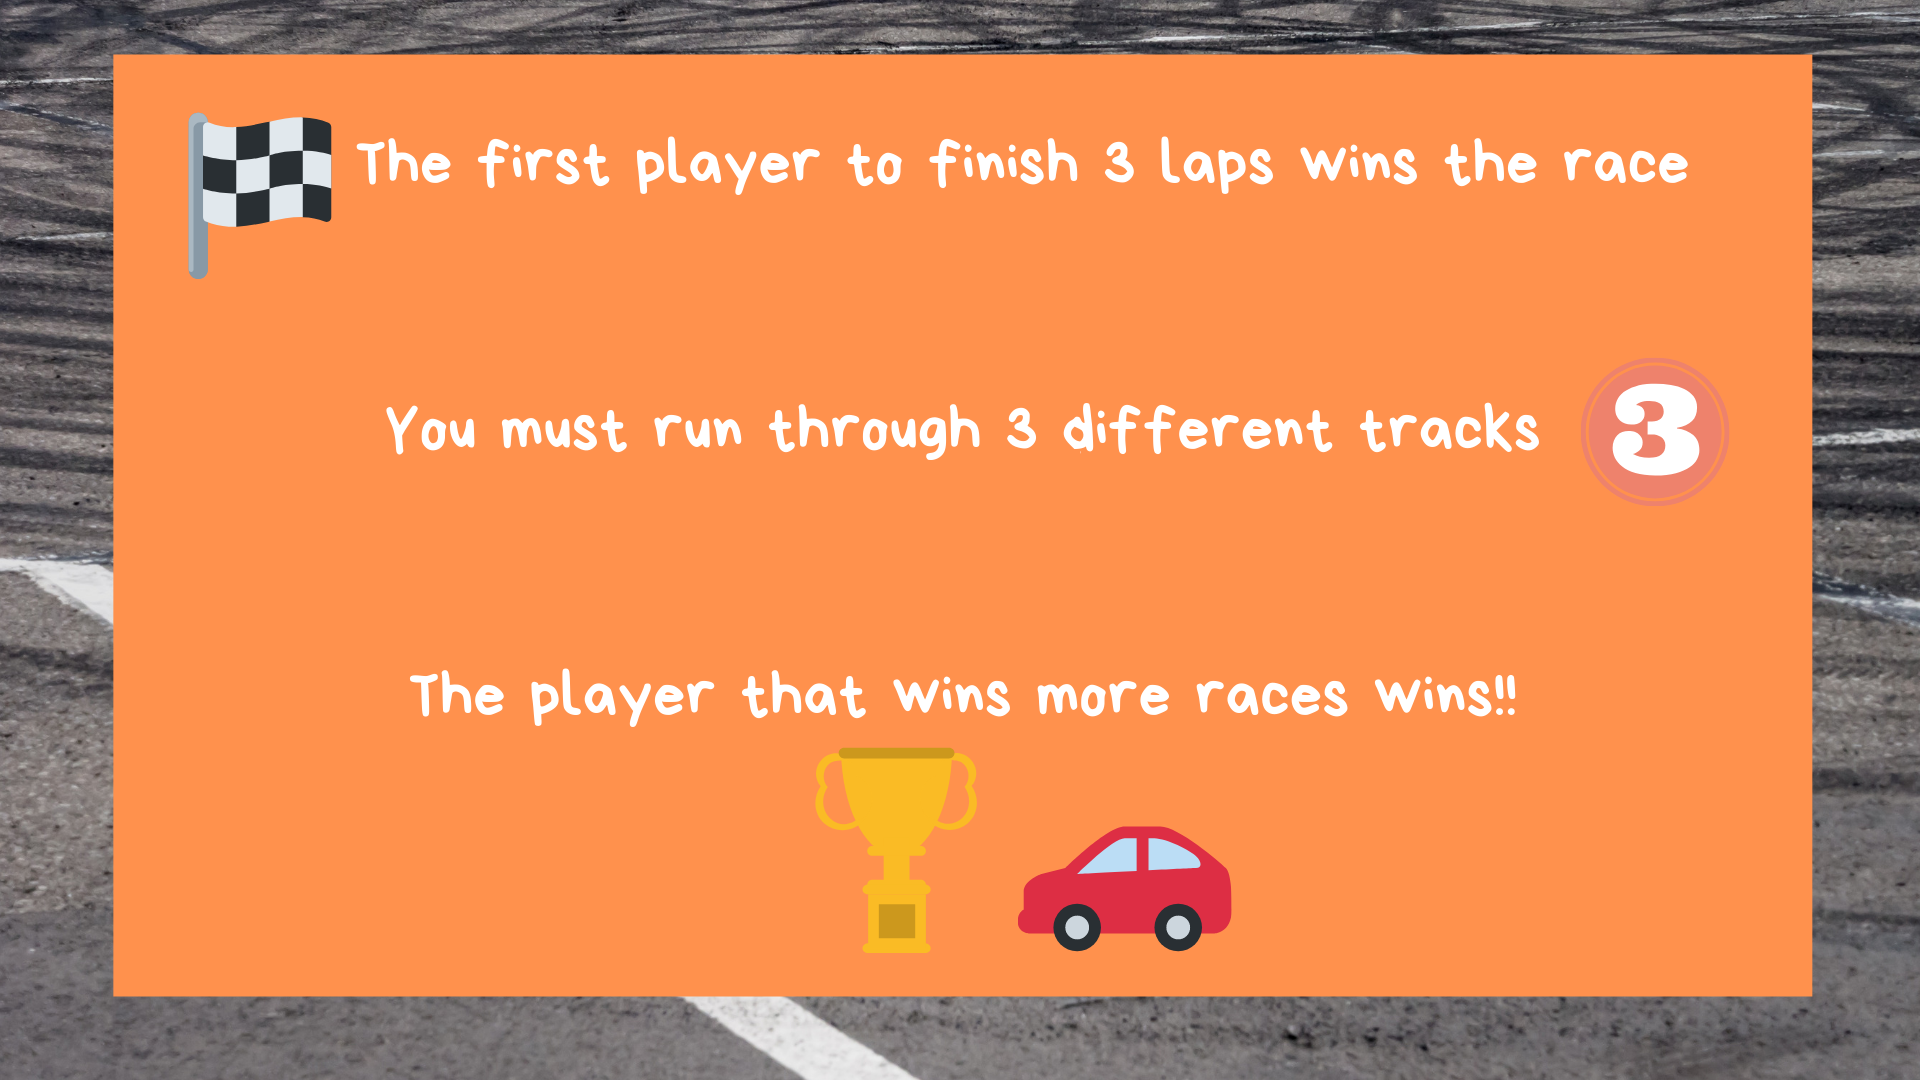 The first player to finish 3 laps wins the race
You must run through 3 different tracks
3
The player that wins more races wins!!